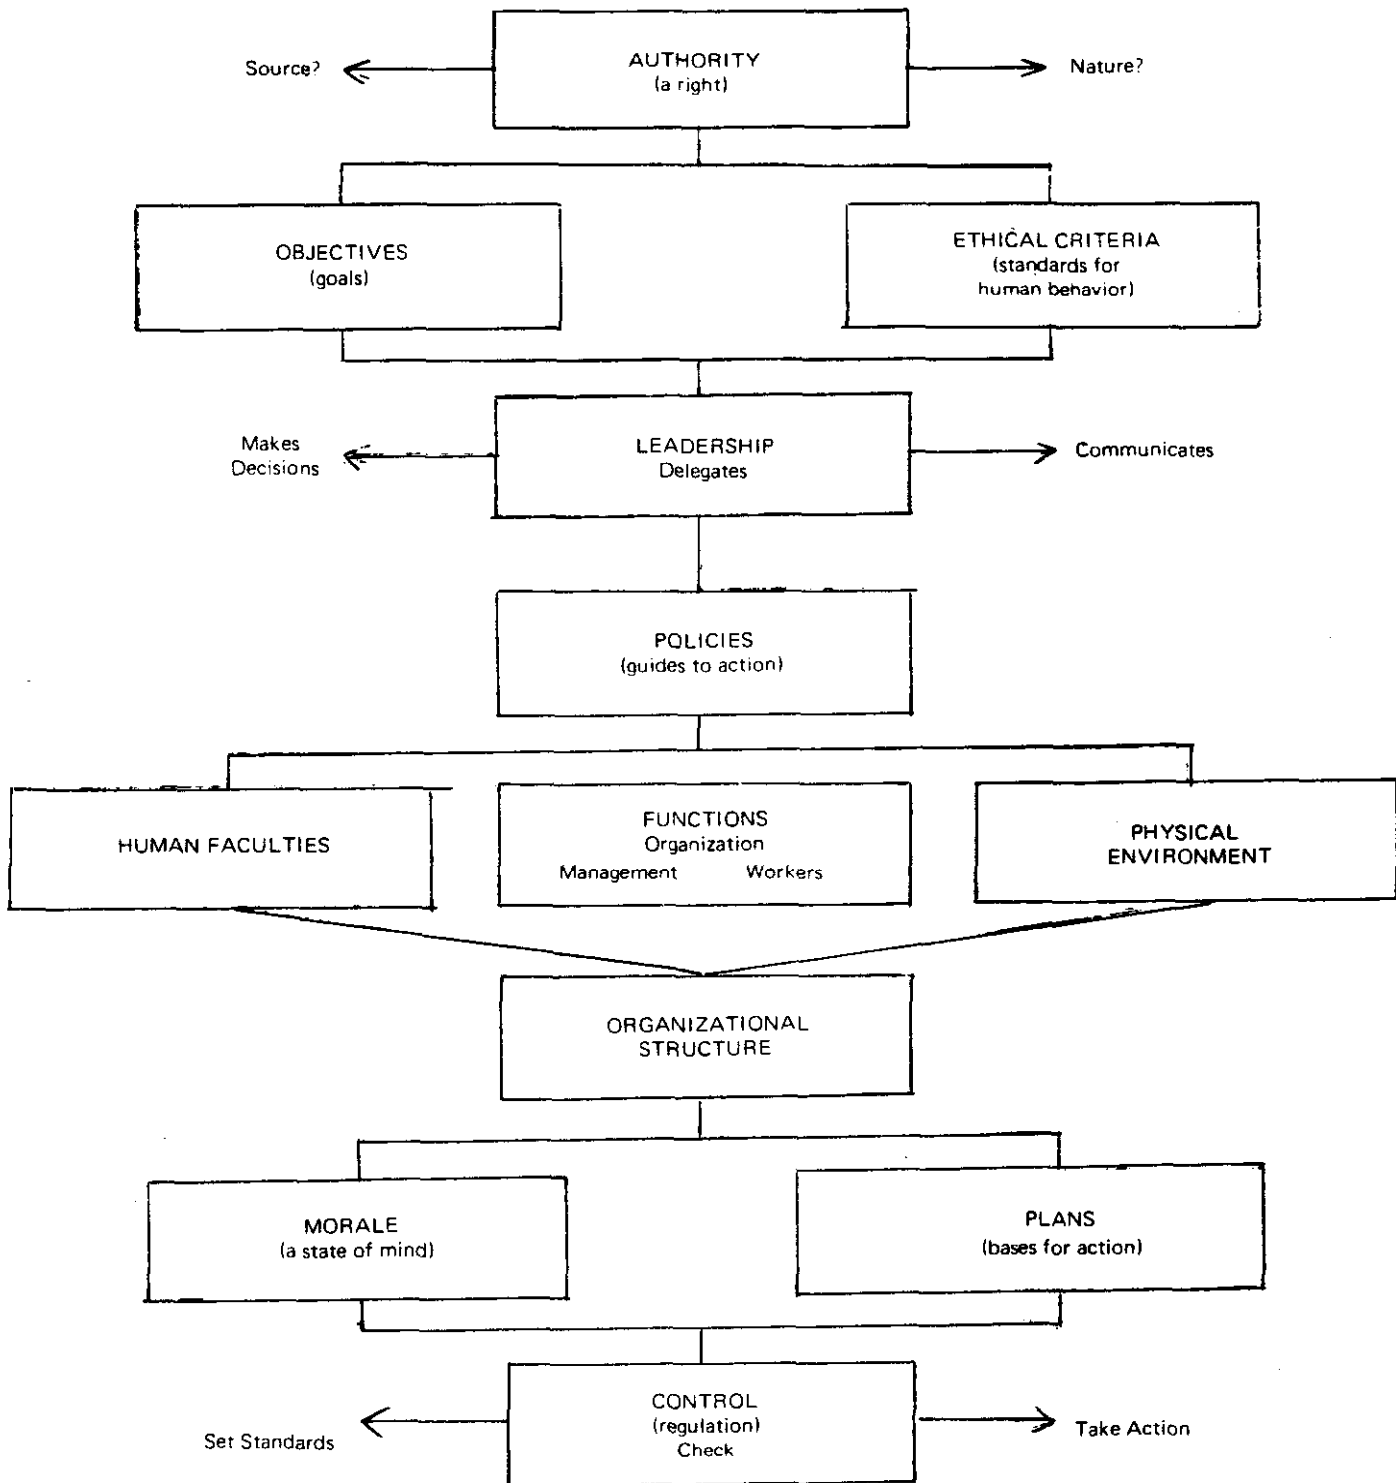 Source?
AUTHORITY
(a right)
Nature?
OBJECTIVES
(goals)
ETHICAL CRITERIA
(standards for
human behavior)
Makes
Decisions
LEADERSHIP
Delegates
Communicates
POLICIES
(guides to action)
HUMAN FACULTIES
FUNCTIONS
Organization
Management Workers
PHYSICAL
ENVIRONMENT
ORGANIZATIONAL
STRUCTURE
MORALE
(a state of mind)
PLANS
(bases for action)
Set Standards
CONTROL
(regulation)
Check
Take Action